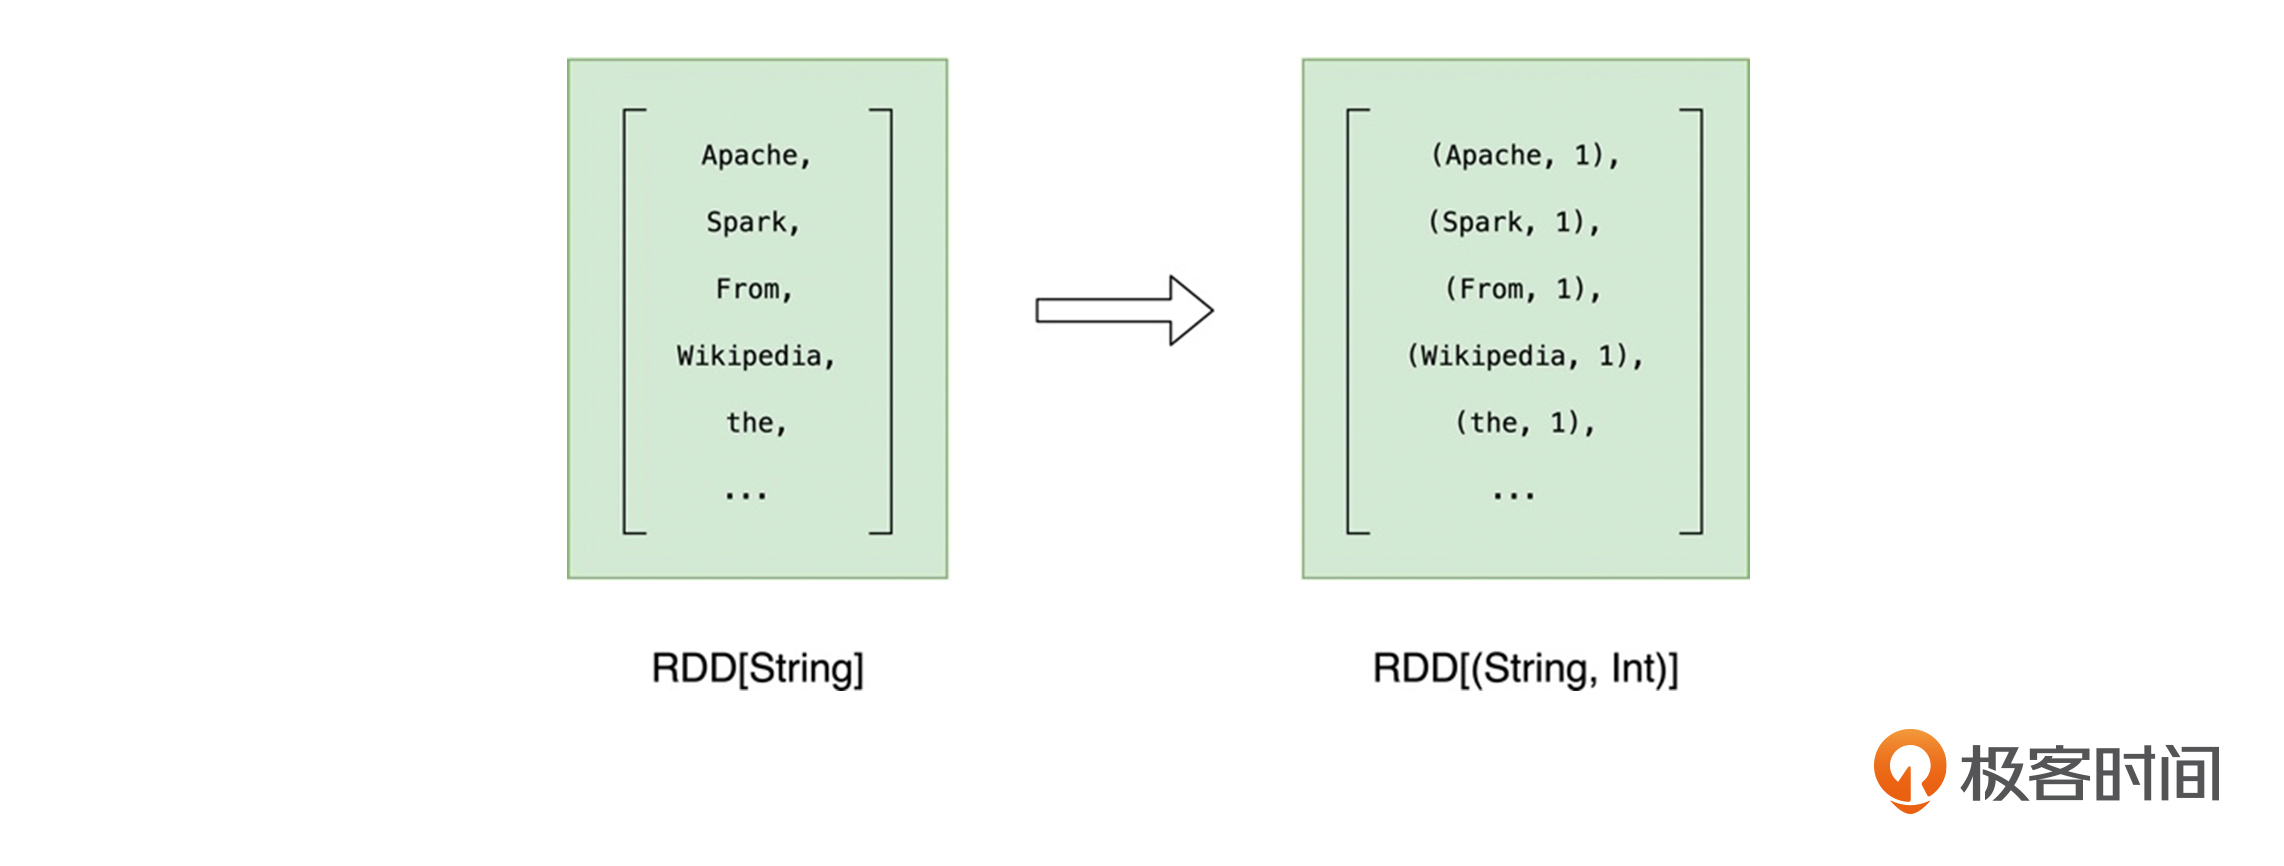 Apache,
Spark,
From,
Wikipedia,
the,
...
RDD[String]
(Apache, 1),
(Spark, 1),
(From, 1),
(Wikipedia, 1),
(the, 1),
...
RDD[(String, Int)]
极客时间